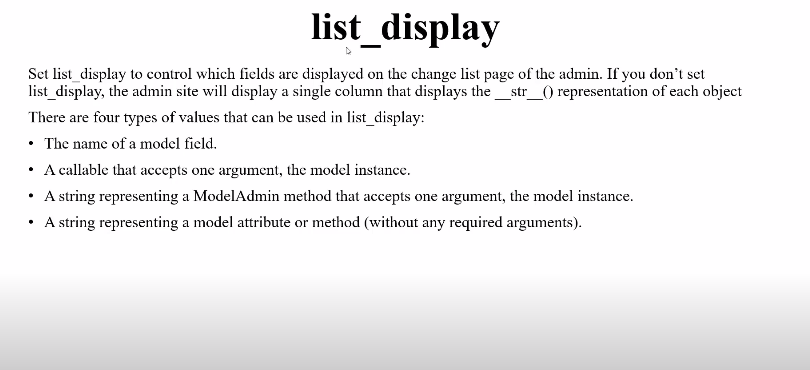 list_display
Set list_display to control which fields are displayed on the change list page of the admin. If you don’t set
list_display, the admin site will display a single column that displays the __str__() representation of each object
There are four types of values that can be used in list_display:
• The name of a model field.
• A callable that accepts one argument, the model instance.
• A string representing a ModelAdmin method that accepts one argument, the model instance.
• A string representing a model attribute or method (without any required arguments).